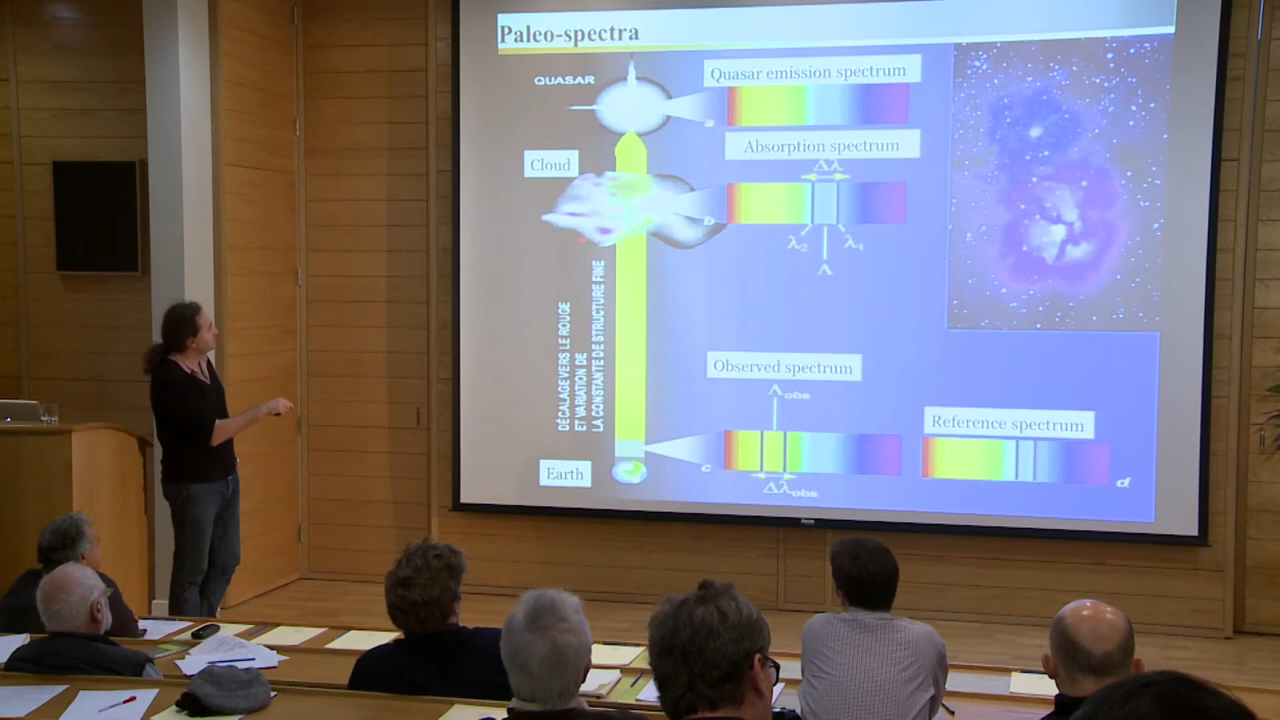 Paleo-spectra
QUASAR
Quasar emission spectrum
a
Absorption spectrum
Δλ
Cloud
b
λ₂
λ₁
Λ
DÉCALAGE VERS LE ROUGE
ET VARIATION DE
LA CONSTANTE DE STRUCTURE FINE
Observed spectrum
Λobs
Reference spectrum
Earth
c
Δλobs
d